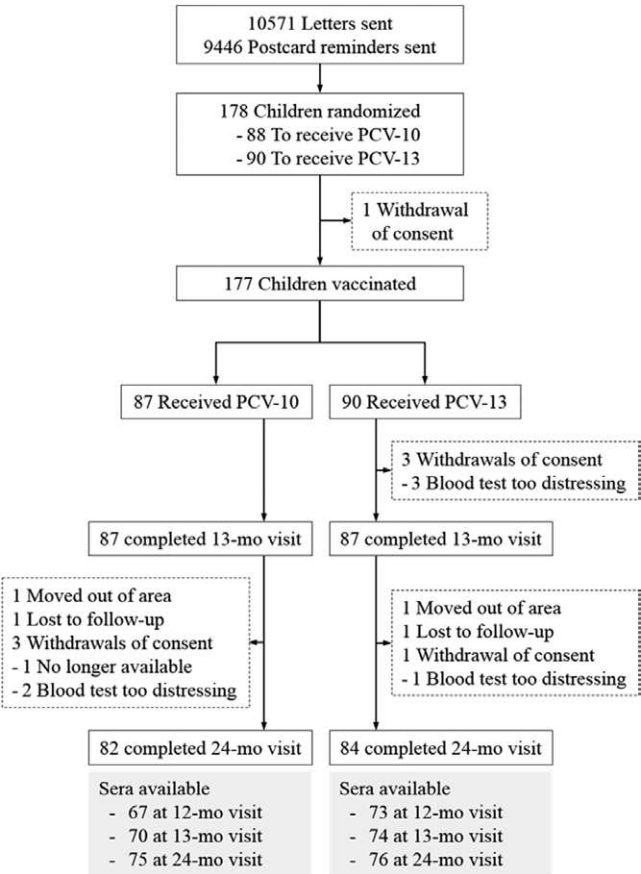 10571 Letters sent
9446 Postcard reminders sent
178 Children randomized
- 88 To receive PCV-10
- 90 To receive PCV-13
1 Withdrawal
of consent
177 Children vaccinated
87 Received PCV-10
90 Received PCV-13
3 Withdrawals of consent
- 3 Blood test too distressing
87 completed 13-mo visit
87 completed 13-mo visit
1 Moved out of area
1 Lost to follow-up
3 Withdrawals of consent
- 1 No longer available
- 2 Blood test too distressing
1 Moved out of area
1 Lost to follow-up
1 Withdrawal of consent
- 1 Blood test too distressing
82 completed 24-mo visit
84 completed 24-mo visit
Sera available
- 67 at 12-mo visit
- 70 at 13-mo visit
- 75 at 24-mo visit
Sera available
- 73 at 12-mo visit
- 74 at 13-mo visit
- 76 at 24-mo visit